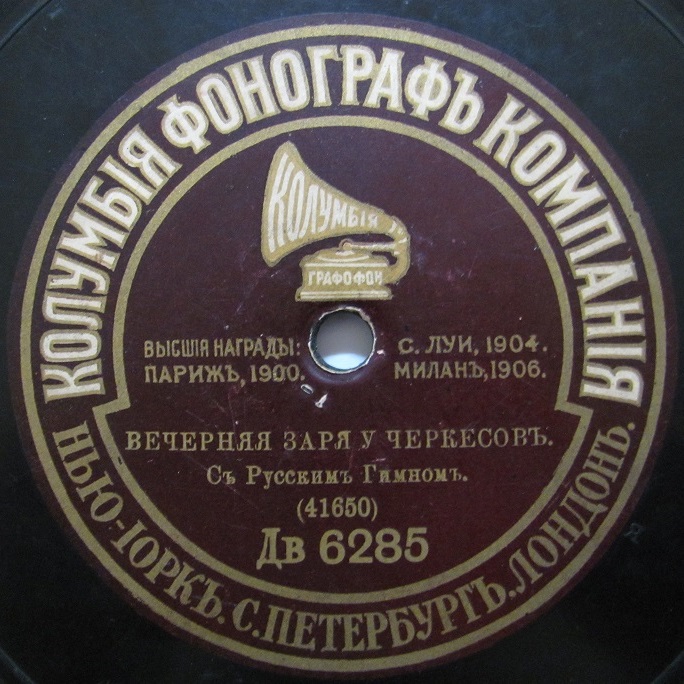 КОЛУМБІЯ ФОНОГРАФЪ КОМПАНІЯ
КОЛУМБІЯ
ГРАФОФОН
ВЫСШІЯ НАГРАДЫ: С. ЛУИ, 1904.
ПАРИЖЪ, 1900. МИЛАНЪ, 1906.
ВЕЧЕРНЯЯ ЗАРЯ У ЧЕРКЕСОВЪ.
Съ Русскимъ Гимномъ.
(41650)
Дв 6285
НЬЮ-ІОРКЪ. С. ПЕТЕРБУРГЪ. ЛОНДОНЪ.